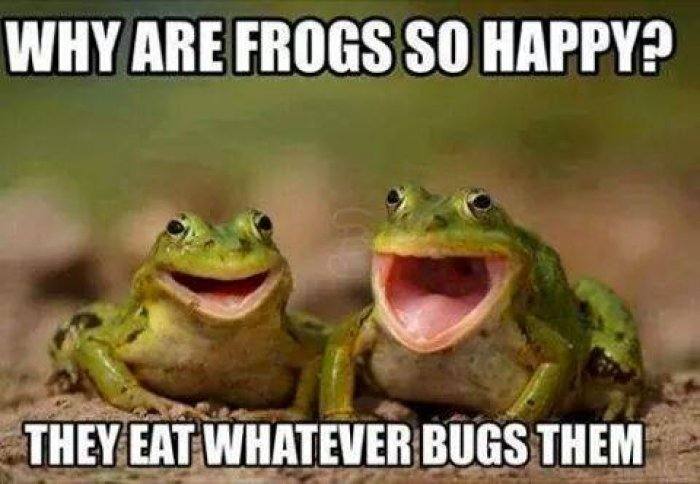 WHY ARE FROGS SO HAPPY?
THEY EAT WHATEVER BUGS THEM